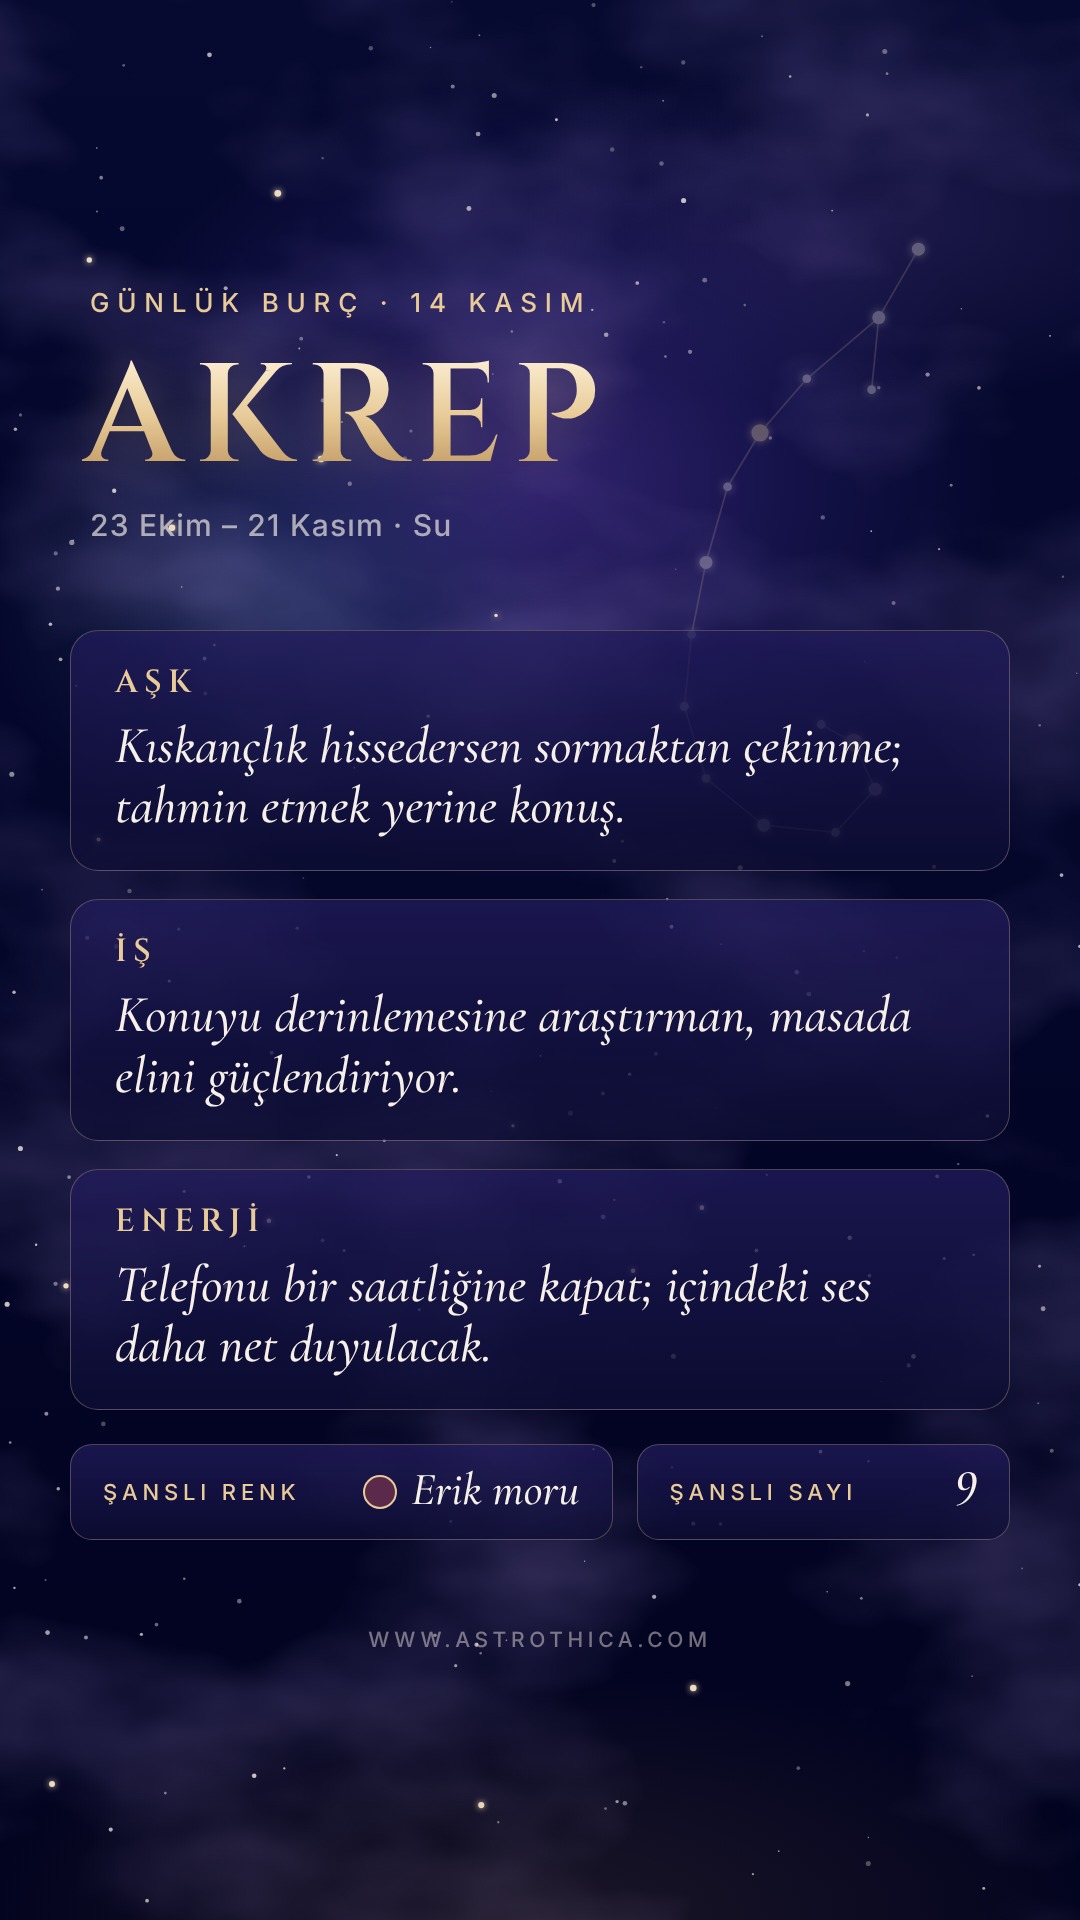 GÜNLÜK BURÇ · 14 KASIM
AKREP
23 Ekim – 21 Kasım · Su
AŞK
Kıskançlık hissedersen sormaktan çekinme;
tahmin etmek yerine konuş.
İŞ
Konuyu derinlemesine araştırman, masada
elini güçlendiriyor.
ENERJİ
Telefonu bir saatliğine kapat; içindeki ses
daha net duyulacak.
ŞANSLI RENK
Erik moru
ŞANSLI SAYI
9
WWW.ASTROTHICA.COM